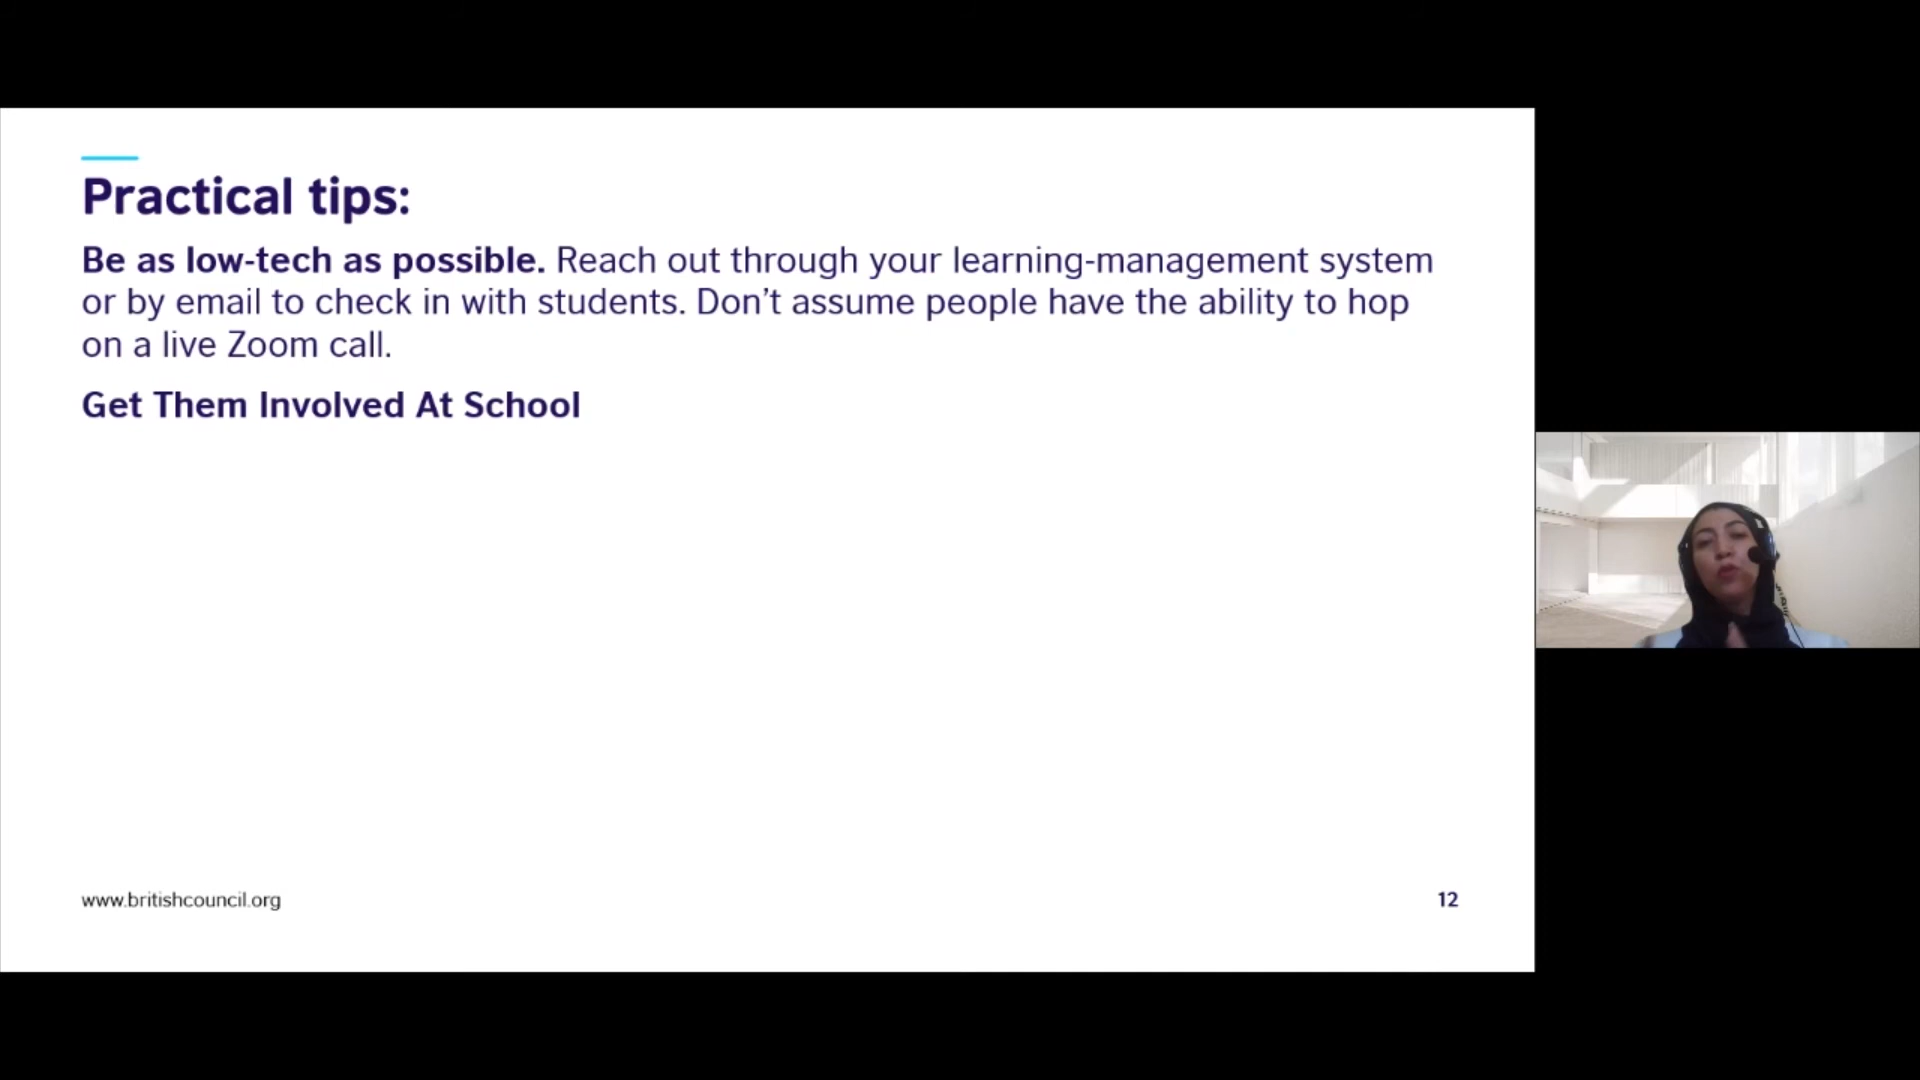 Practical tips:
Be as low-tech as possible. Reach out through your learning-management system
or by email to check in with students. Don’t assume people have the ability to hop
on a live Zoom call.
Get Them Involved At School
www.britishcouncil.org
12